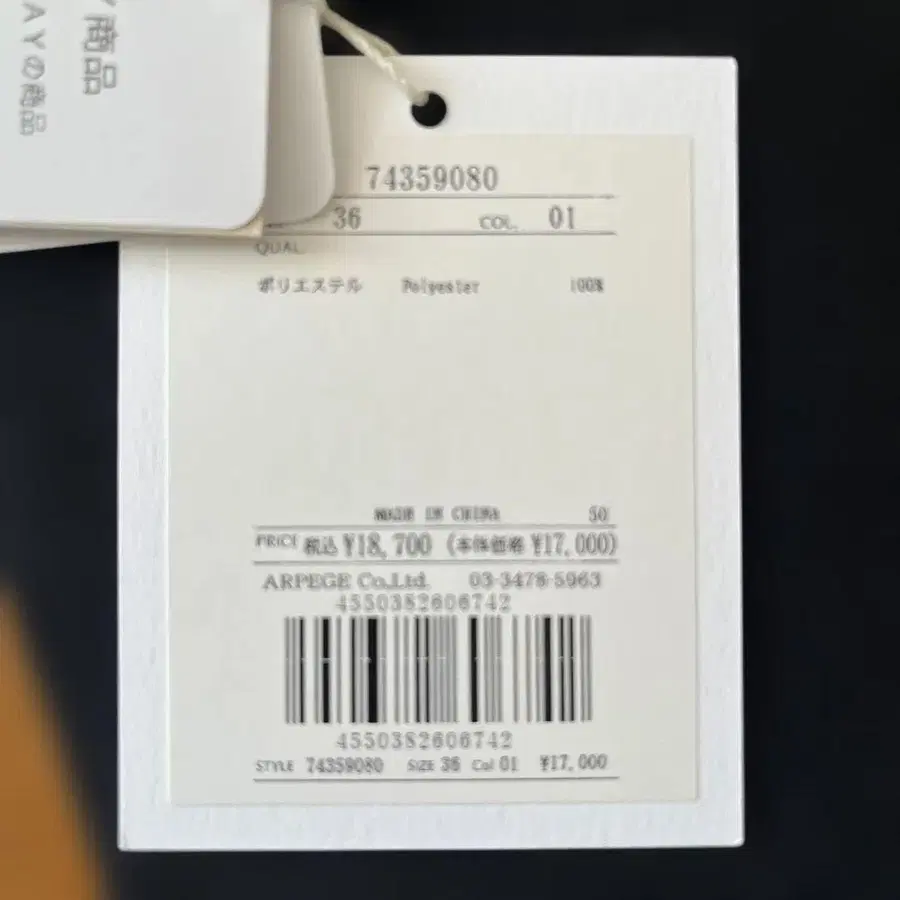 商品
AYの商品
74359080
36 COL. 01
QUAL.
ポリエステル Polyester 100%
MADE IN CHINA 50
PRICE 税込 ¥18,700 (本体価格 ¥17,000)
ARPEGE Co.,Ltd. 03-3478-5963
4550382606742
4550382606742
STYLE 74359080 SIZE 36 Col 01 ¥17,000